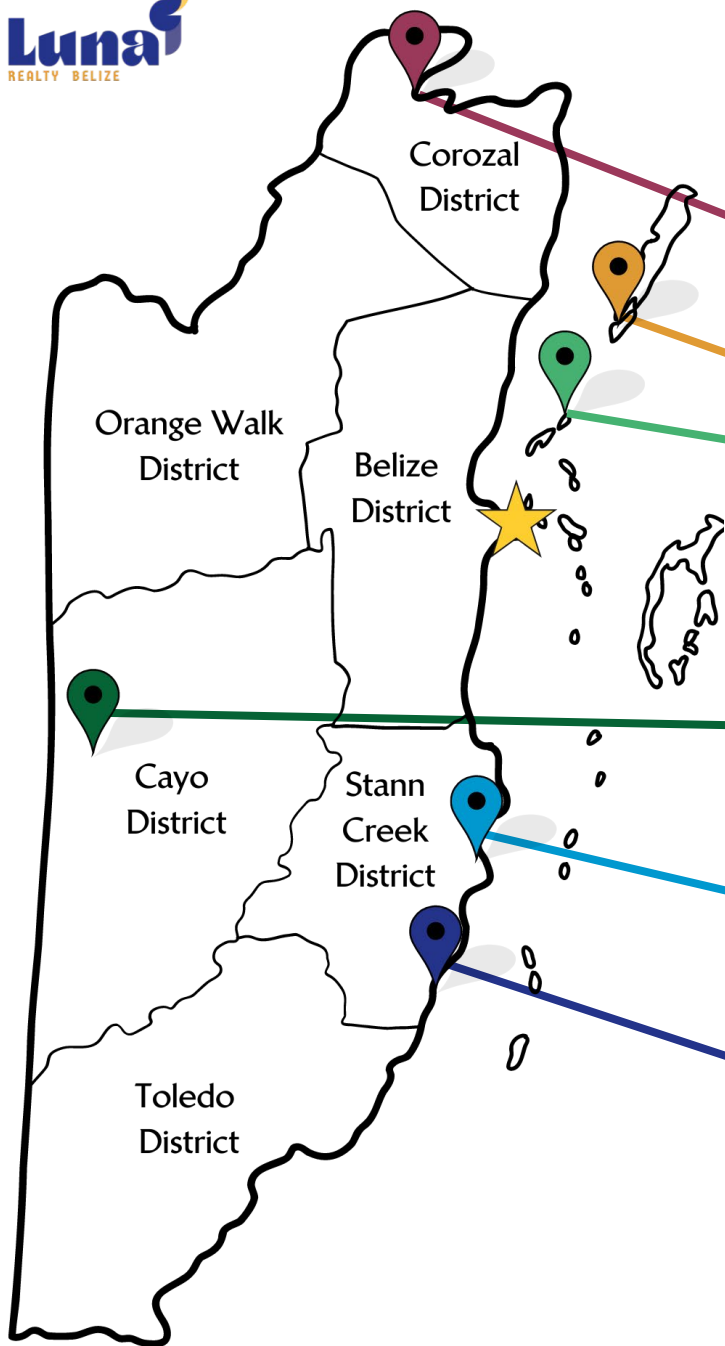 Luna
REALTY BELIZE
Corozal
District
Orange Walk
District
Belize
District
Cayo
District
Stann
Creek
District
Toledo
District